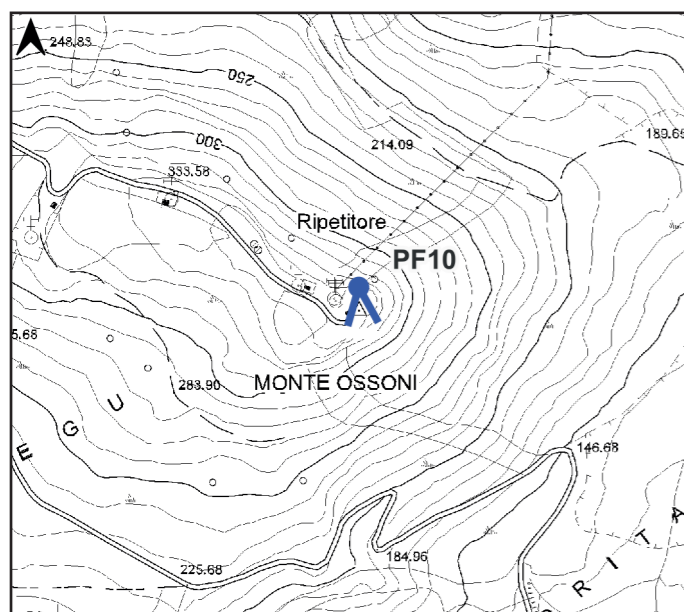 248.83
250
300
214.09
189.65
333.58
Ripetitore
PF10
5.68
283.90
MONTE OSSONI
E G U
146.68
225.68
184.96
R I T A